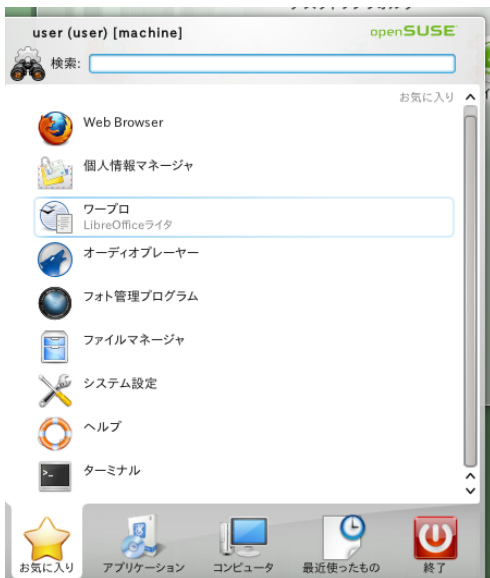 user (user) [machine]
openSUSE
検索:
お気に入り
Web Browser
個人情報マネージャ
ワープロ
LibreOfficeライタ
オーディオプレーヤー
フォト管理プログラム
ファイルマネージャ
システム設定
ヘルプ
ターミナル
お気に入り
アプリケーション
コンピュータ
最近使ったもの
終了